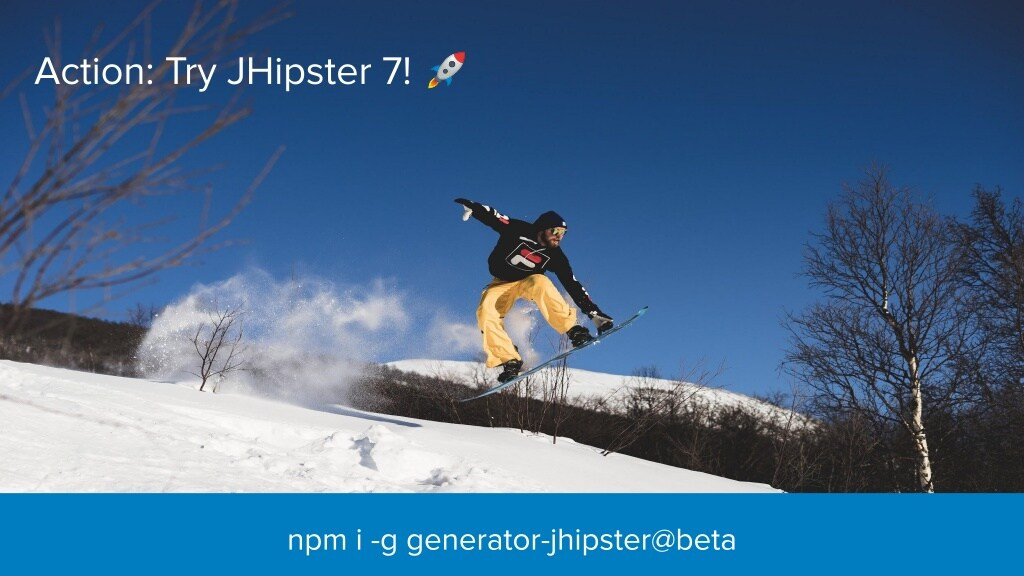 Action: Try JHipster 7! 🚀
npm i -g generator-jhipster@beta